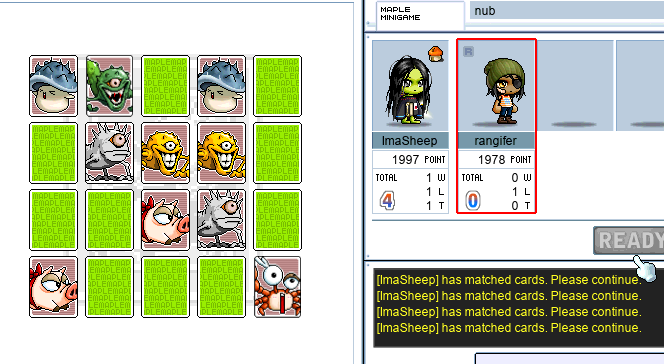 MAPLE
MINIGAME
nub
R
ImaSheep
rangifer
1997 POINT
1978 POINT
TOTAL 1 W
1 L
1 T
4
TOTAL 0 W
1 L
0 T
0
READY
[ImaSheep] has matched cards. Please continue.
[ImaSheep] has matched cards. Please continue.
[ImaSheep] has matched cards. Please continue.
[ImaSheep] has matched cards. Please continue.